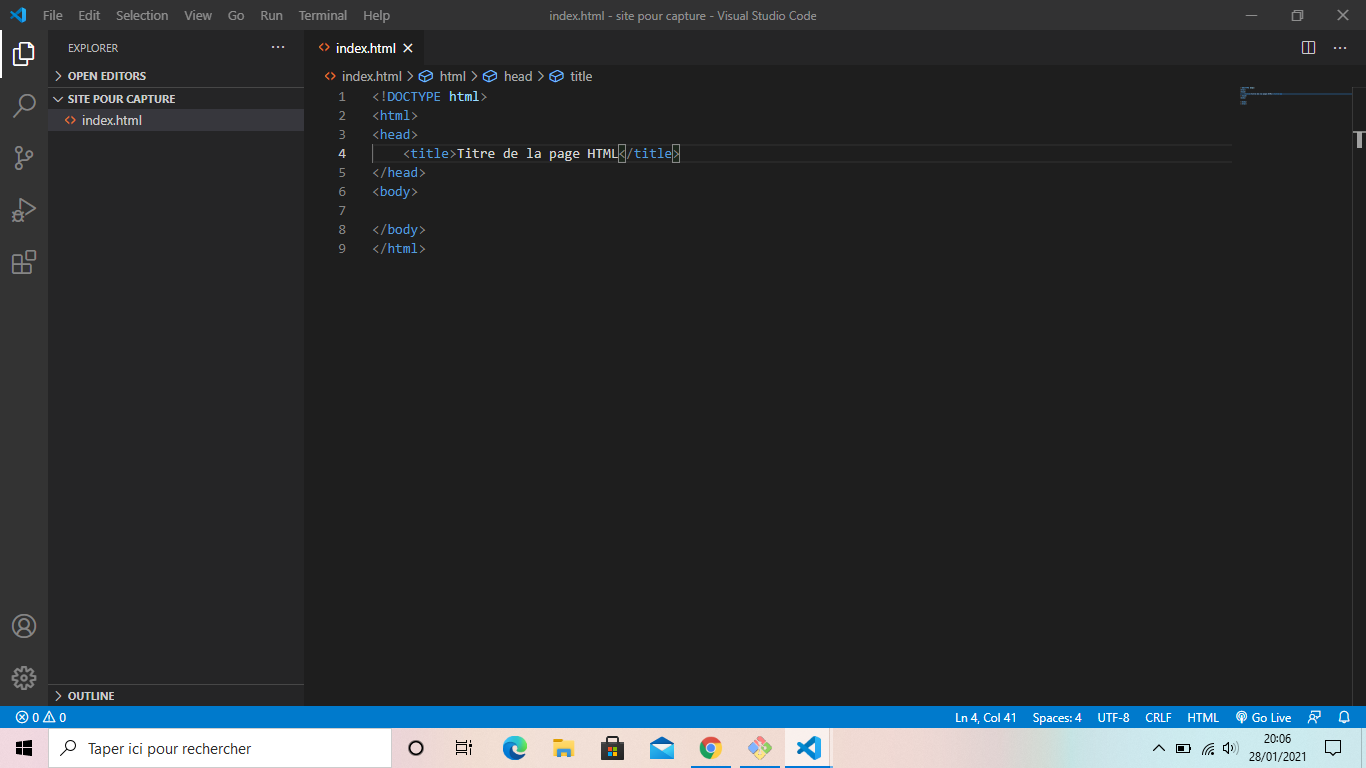 File Edit Selection View Go Run Terminal Help
index.html - site pour capture - Visual Studio Code
EXPLORER
OPEN EDITORS
SITE POUR CAPTURE
index.html
OUTLINE
index.html
index.html > html > head > title
1 <!DOCTYPE html>
2 <html>
3 <head>
4 <title>Titre de la page HTML</title>
5 </head>
6 <body>
7
8 </body>
9 </html>
0 0
Ln 4, Col 41 Spaces: 4 UTF-8 CRLF HTML Go Live
Taper ici pour rechercher
20:06
28/01/2021